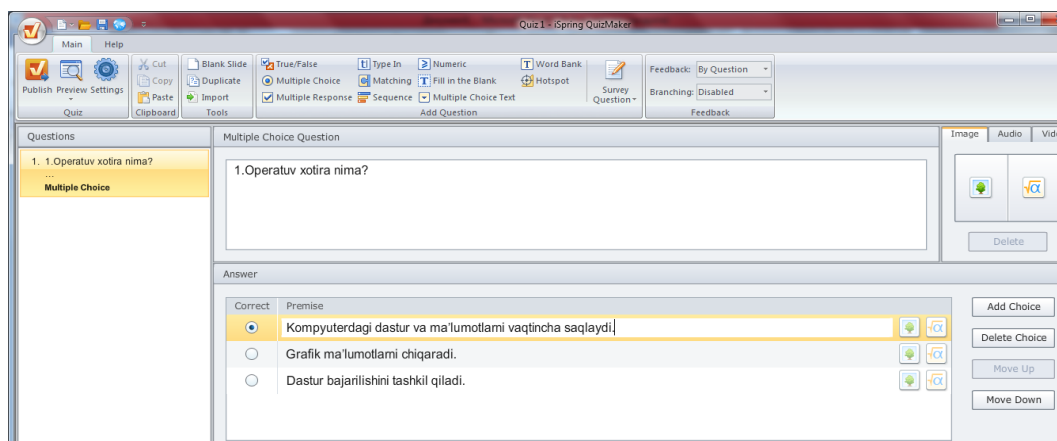 Quiz 1 - iSpring QuizMaker
Main Help
Cut Blank Slide True/False Type In Numeric Word Bank
Copy Duplicate Multiple Choice Matching Fill in the Blank Hotspot
Paste Import Multiple Response Sequence Multiple Choice Text
Publish Preview Settings
Survey Question
Feedback: By Question
Branching: Disabled
Quiz Clipboard Tools Add Question Feedback
Questions
1. 1.Operatuv xotira nima?
...
Multiple Choice
Multiple Choice Question
1.Operatuv xotira nima?
Image Audio Vid
Delete
Answer
Correct Premise
Kompyuterdagi dastur va ma'lumotlarni vaqtincha saqlaydi.
Grafik ma'lumotlarni chiqaradi.
Dastur bajarilishini tashkil qiladi.
Add Choice
Delete Choice
Move Up
Move Down